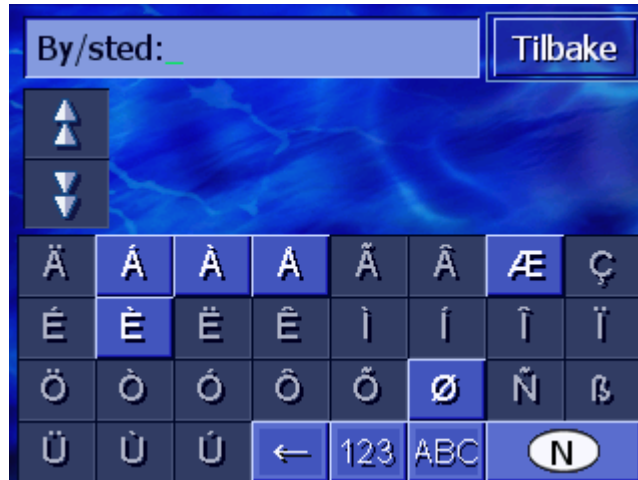 By/sted:_ Tilbake
Ä Á À Å Ã Â Æ Ç
É È Ë Ê Ì Í Î Ï
Ö Ò Ó Ô Õ Ø Ñ ß
Ü Ù Ú ← 123 ABC N